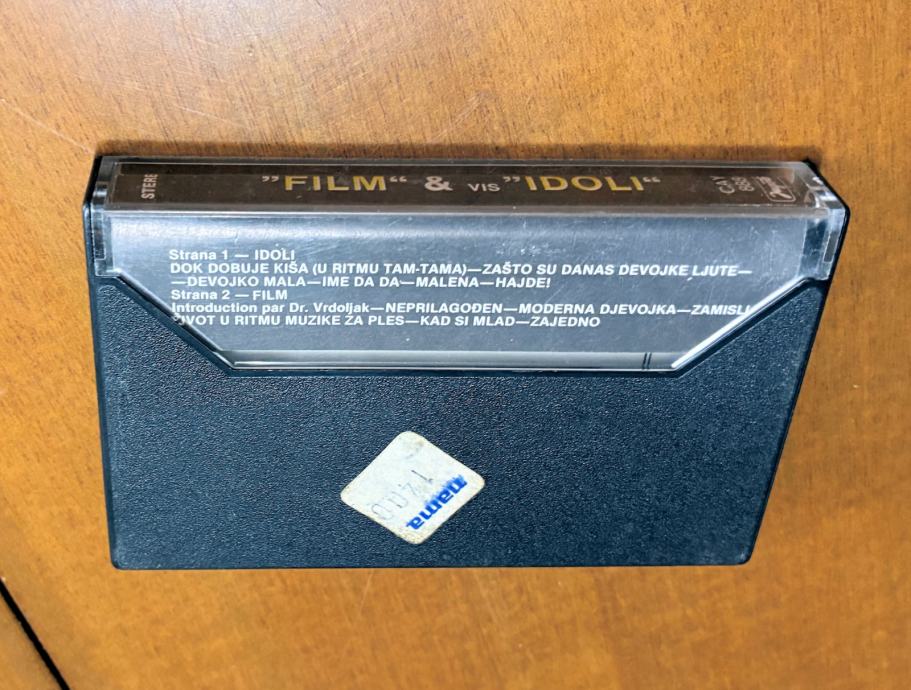 STERE
”FILM“ & VIS ”IDOLI“
CAY
Strana 1 — IDOLI
DOK DOBUJE KIŠA (U RITMU TAM-TAMA)—ZAŠTO SU DANAS DEVOJKE LJUTE—
—DEVOJKO MALA—IME DA DA—MALENA—HAJDE!
Strana 2 — FILM
Introduction par Dr. Vrdoljak—NEPRILAGOĐEN—MODERNA DJEVOJKA—ZAMISLI
ŽIVOT U RITMU MUZIKE ZA PLES—KAD SI MLAD—ZAJEDNO
nama